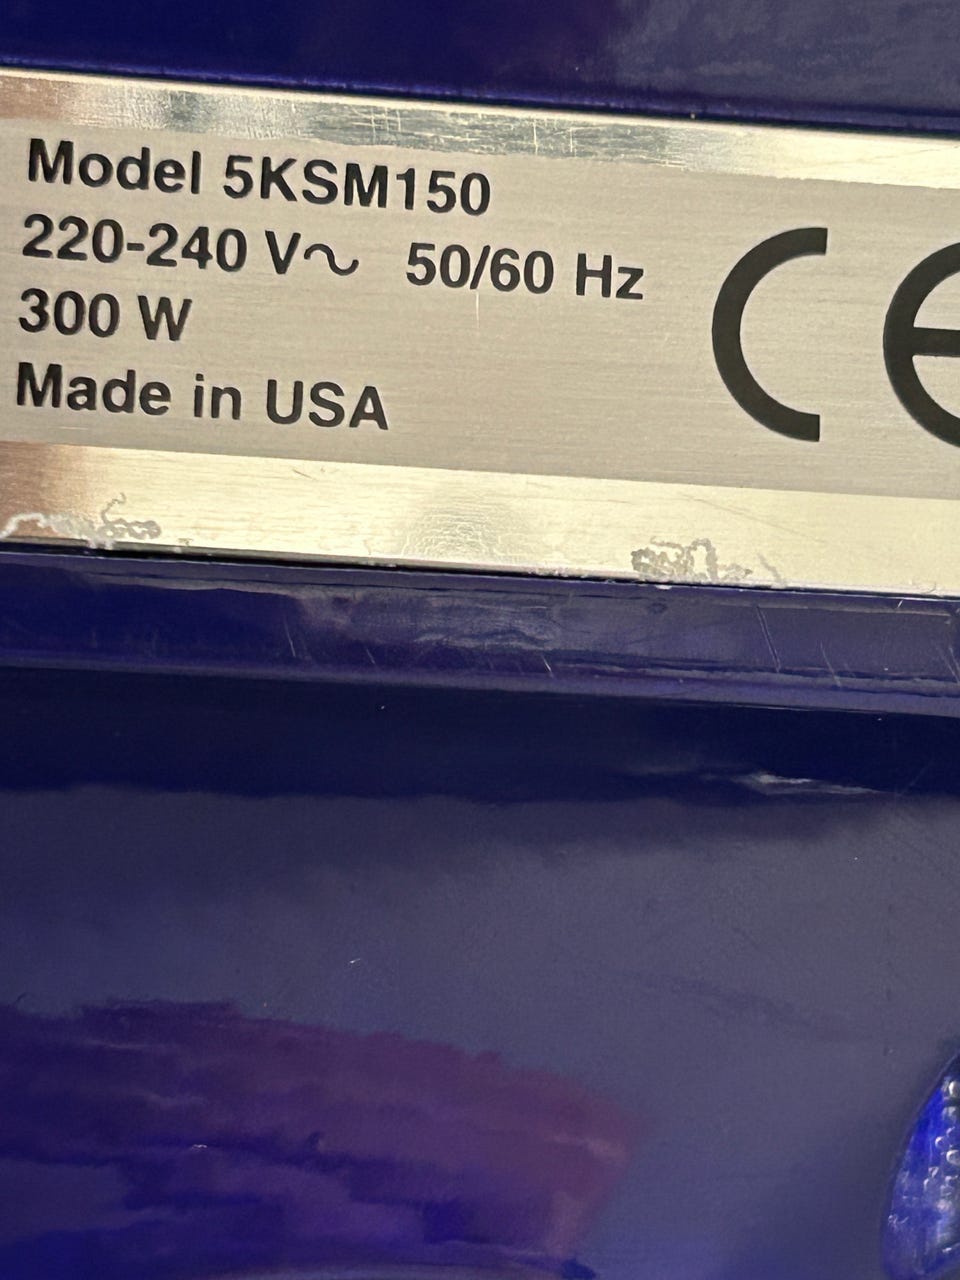 Model 5KSM150
220-240 V~ 50/60 Hz
300 W
Made in USA
CE